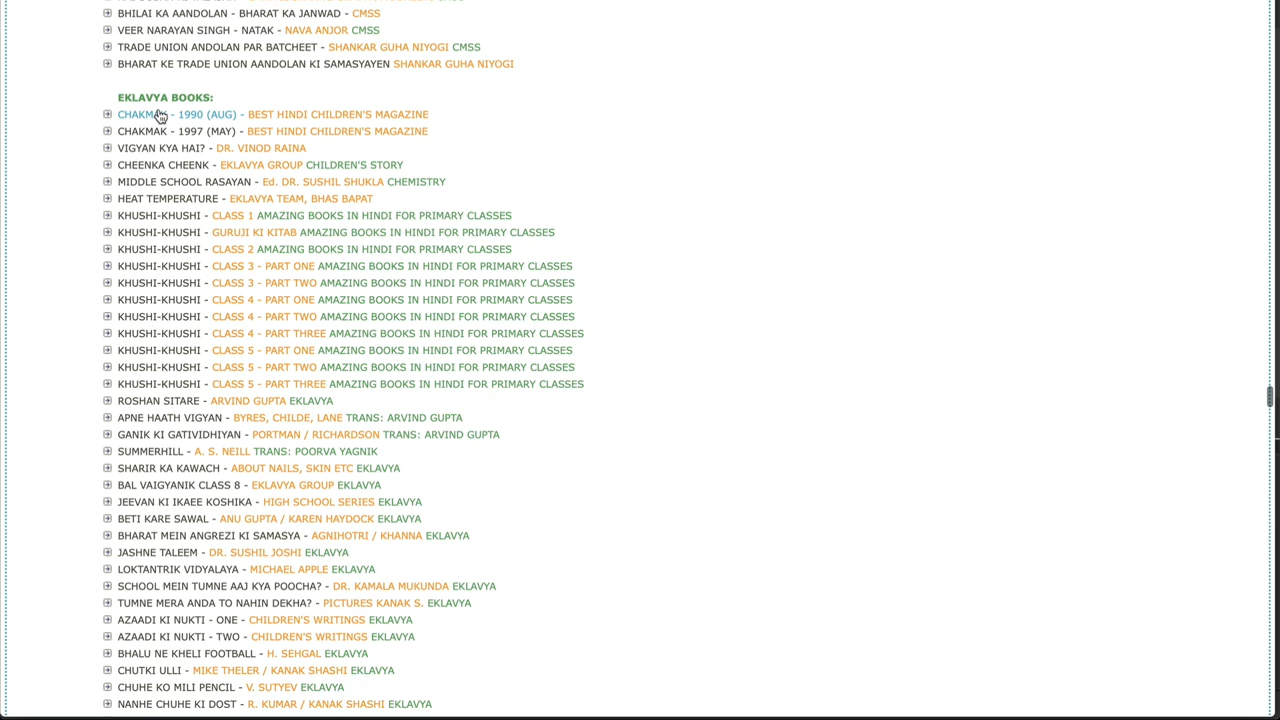 BHILAI KA AANDOLAN - BHARAT KA JANWAD - CMSS
VEER NARAYAN SINGH - NATAK - NAVA ANJOR CMSS
TRADE UNION ANDOLAN PAR BATCHEET - SHANKAR GUHA NIYOGI CMSS
BHARAT KE TRADE UNION AANDOLAN KI SAMASYAYEN SHANKAR GUHA NIYOGI
EKLAVYA BOOKS:
CHAKMAK - 1990 (AUG) - BEST HINDI CHILDREN'S MAGAZINE
CHAKMAK - 1997 (MAY) - BEST HINDI CHILDREN'S MAGAZINE
VIGYAN KYA HAI? - DR. VINOD RAINA
CHEENKA CHEENK - EKLAVYA GROUP CHILDREN'S STORY
MIDDLE SCHOOL RASAYAN - Ed. DR. SUSHIL SHUKLA CHEMISTRY
HEAT TEMPERATURE - EKLAVYA TEAM, BHAS BAPAT
KHUSHI-KHUSHI - CLASS 1 AMAZING BOOKS IN HINDI FOR PRIMARY CLASSES
KHUSHI-KHUSHI - GURUJI KI KITAB AMAZING BOOKS IN HINDI FOR PRIMARY CLASSES
KHUSHI-KHUSHI - CLASS 2 AMAZING BOOKS IN HINDI FOR PRIMARY CLASSES
KHUSHI-KHUSHI - CLASS 3 - PART ONE AMAZING BOOKS IN HINDI FOR PRIMARY CLASSES
KHUSHI-KHUSHI - CLASS 3 - PART TWO AMAZING BOOKS IN HINDI FOR PRIMARY CLASSES
KHUSHI-KHUSHI - CLASS 4 - PART ONE AMAZING BOOKS IN HINDI FOR PRIMARY CLASSES
KHUSHI-KHUSHI - CLASS 4 - PART TWO AMAZING BOOKS IN HINDI FOR PRIMARY CLASSES
KHUSHI-KHUSHI - CLASS 4 - PART THREE AMAZING BOOKS IN HINDI FOR PRIMARY CLASSES
KHUSHI-KHUSHI - CLASS 5 - PART ONE AMAZING BOOKS IN HINDI FOR PRIMARY CLASSES
KHUSHI-KHUSHI - CLASS 5 - PART TWO AMAZING BOOKS IN HINDI FOR PRIMARY CLASSES
KHUSHI-KHUSHI - CLASS 5 - PART THREE AMAZING BOOKS IN HINDI FOR PRIMARY CLASSES
ROSHAN SITARE - ARVIND GUPTA EKLAVYA
APNE HAATH VIGYAN - BYRES, CHILDE, LANE TRANS: ARVIND GUPTA
GANIK KI GATIVIDHIYAN - PORTMAN / RICHARDSON TRANS: ARVIND GUPTA
SUMMERHILL - A. S. NEILL TRANS: POORVA YAGNIK
SHARIR KA KAWACH - ABOUT NAILS, SKIN ETC EKLAVYA
BAL VAIGYANIK CLASS 8 - EKLAVYA GROUP EKLAVYA
JEEVAN KI IKAEE KOSHIKA - HIGH SCHOOL SERIES EKLAVYA
BETI KARE SAWAL - ANU GUPTA / KAREN HAYDOCK EKLAVYA
BHARAT MEIN ANGREZI KI SAMASYA - AGNIHOTRI / KHANNA EKLAVYA
JASHNE TALEEM - DR. SUSHIL JOSHI EKLAVYA
LOKTANTRIK VIDYALAYA - MICHAEL APPLE EKLAVYA
SCHOOL MEIN TUMNE AAJ KYA POOCHA? - DR. KAMALA MUKUNDA EKLAVYA
TUMNE MERA ANDA TO NAHIN DEKHA? - PICTURES KANAK S. EKLAVYA
AZAADI KI NUKTI - ONE - CHILDREN'S WRITINGS EKLAVYA
AZAADI KI NUKTI - TWO - CHILDREN'S WRITINGS EKLAVYA
BHALU NE KHELI FOOTBALL - H. SEHGAL EKLAVYA
CHUTKI ULLI - MIKE THELER / KANAK SHASHI EKLAVYA
CHUHE KO MILI PENCIL - V. SUTYEV EKLAVYA
NANHE CHUHE KI DOST - R. KUMAR / KANAK SHASHI EKLAVYA